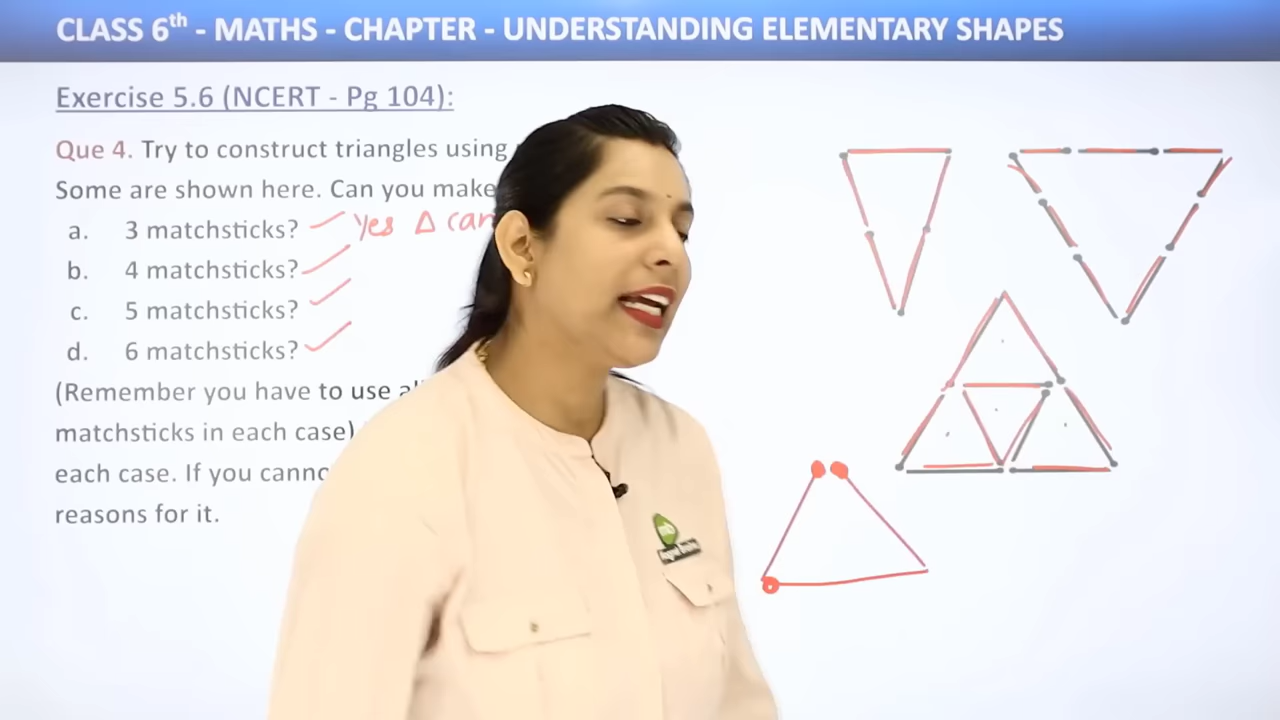 CLASS 6th - MATHS - CHAPTER - UNDERSTANDING ELEMENTARY SHAPES
Exercise 5.6 (NCERT - Pg 104):
Que 4. Try to construct triangles using
Some are shown here. Can you make
a. 3 matchsticks? Yes Δ can
b. 4 matchsticks?
c. 5 matchsticks?
d. 6 matchsticks?
(Remember you have to use
matchsticks in each case)
each case. If you
reasons for it.